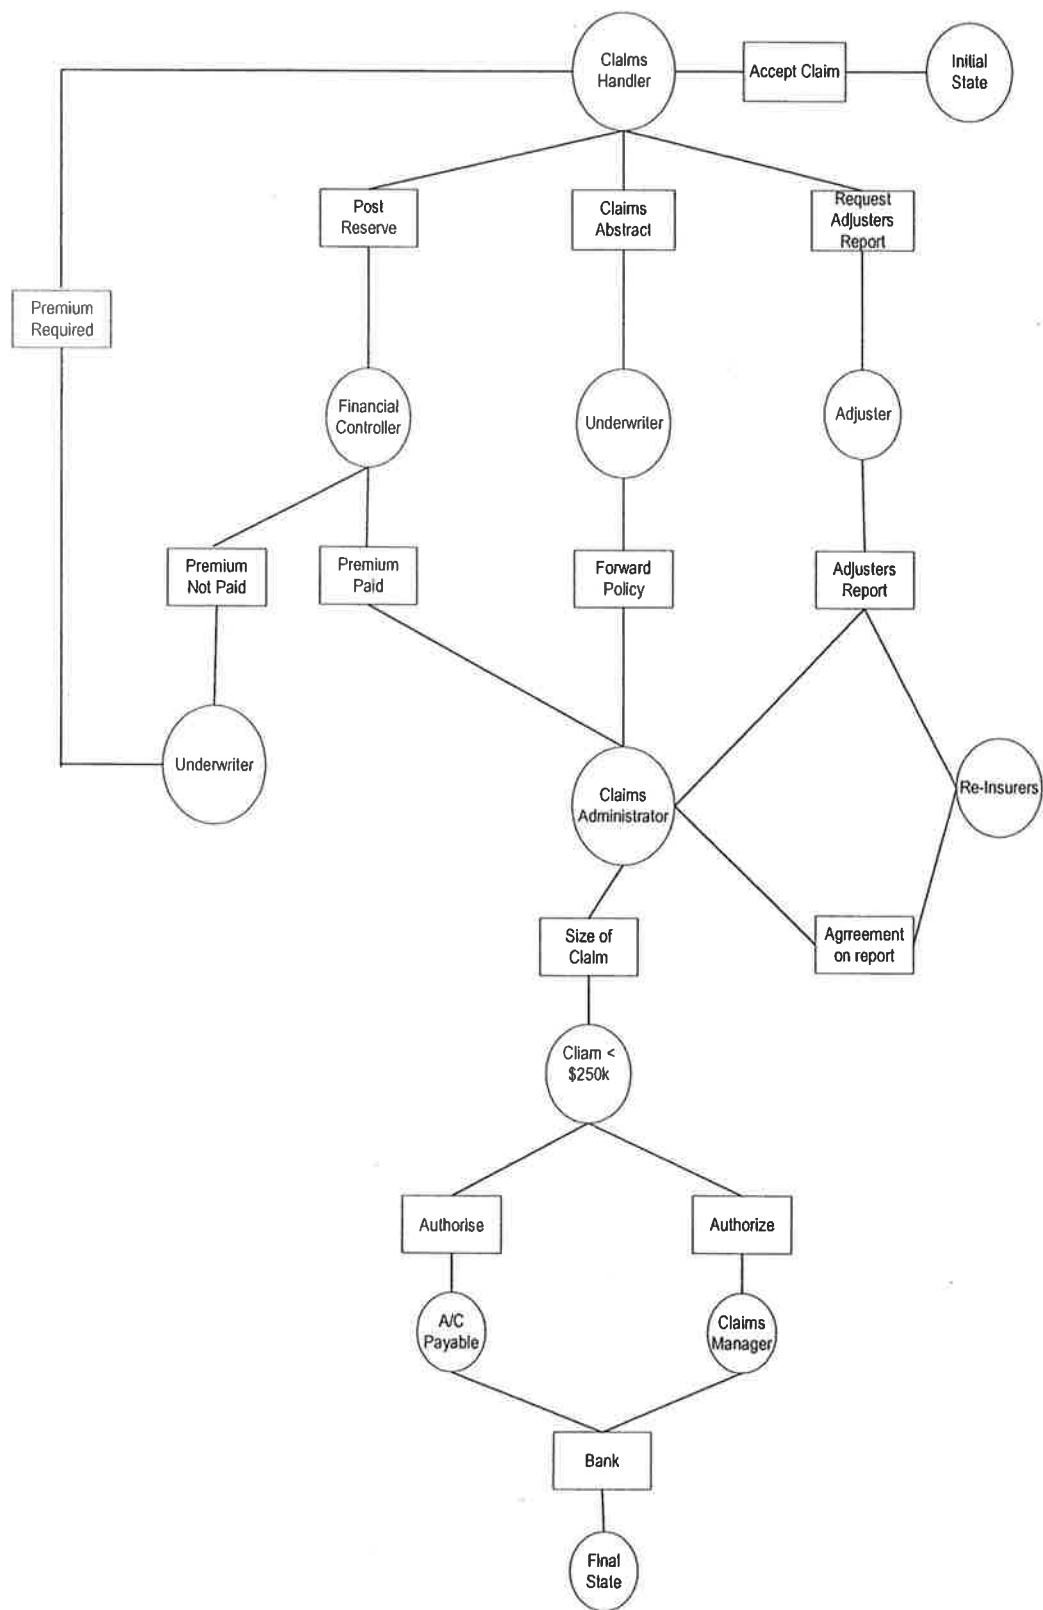 Claims
Handler
Accept Claim
Initial
State
Post
Reserve
Claims
Abstract
Request
Adjusters
Report
Premium
Required
Financial
Controller
Underwriter
Adjuster
Premium
Not Paid
Premium
Paid
Forward
Policy
Adjusters
Report
Underwriter
Claims
Administrator
Re-Insurers
Size of
Claim
Agrreement
on report
Cliam <
$250k
Authorise
Authorize
A/C
Payable
Claims
Manager
Bank
Final
State